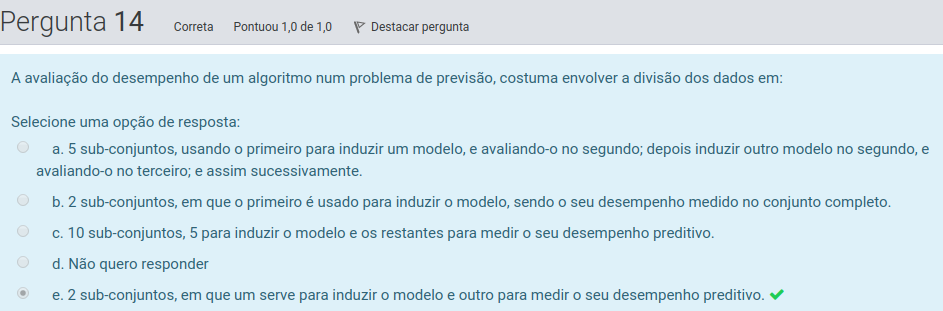 Pergunta 14 Correta Pontuou 1,0 de 1,0 Destacar pergunta
A avaliação do desempenho de um algoritmo num problema de previsão, costuma envolver a divisão dos dados em:
Selecione uma opção de resposta:
a. 5 sub-conjuntos, usando o primeiro para induzir um modelo, e avaliando-o no segundo; depois induzir outro modelo no segundo, e
avaliando-o no terceiro; e assim sucessivamente.
b. 2 sub-conjuntos, em que o primeiro é usado para induzir o modelo, sendo o seu desempenho medido no conjunto completo.
c. 10 sub-conjuntos, 5 para induzir o modelo e os restantes para medir o seu desempenho preditivo.
d. Não quero responder
e. 2 sub-conjuntos, em que um serve para induzir o modelo e outro para medir o seu desempenho preditivo.